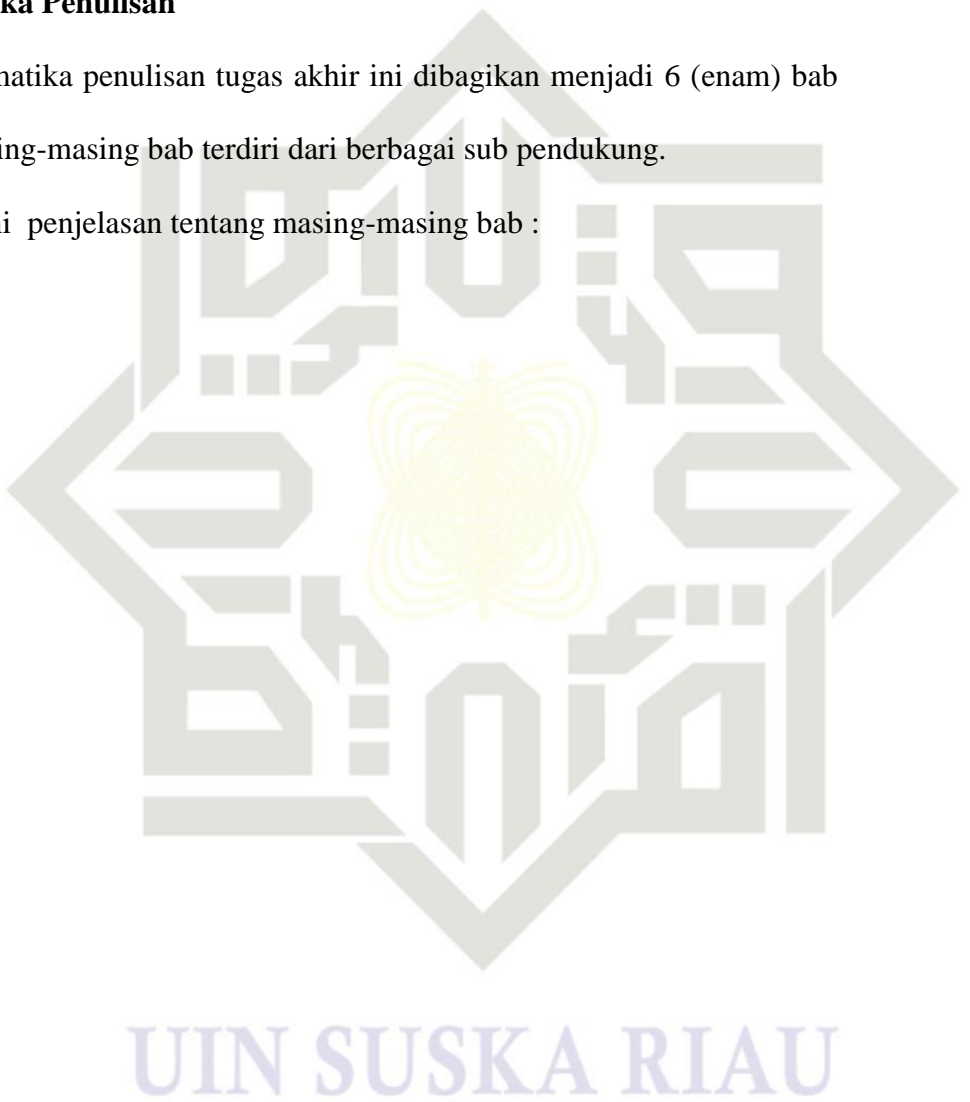 ka Penulisan
natika penulisan tugas akhir ini dibagikan menjadi 6 (enam) bab
ing-masing bab terdiri dari berbagai sub pendukung.
ni penjelasan tentang masing-masing bab :
UIN SUSKA RIAU